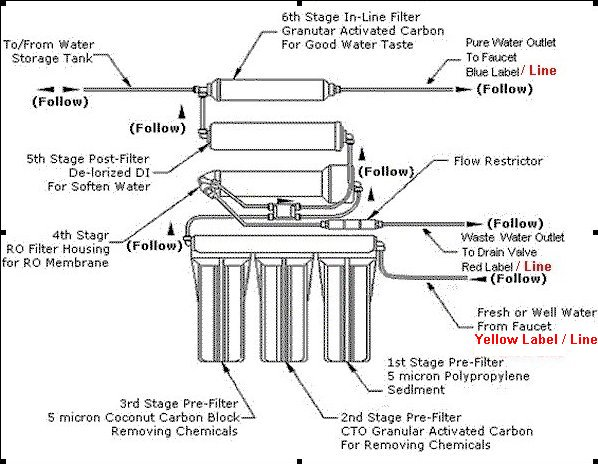 6th Stage In-Line Filter
Granutar Activated Carbon
For Good Water Taste
To/From Water
Storage Tank
Pure Water Outlet
To Faucet
Blue Label / Line
(Follow)
(Follow)
(Follow)
5th Stage Post-Filter
De-Iorized DI
For Soften Water
Flow Restrictor
(Follow)
4th Stagr
RO Filter Housing
for RO Membrane
(Follow)
(Follow)
Waste Water Outlet
To Drain Valve
Red Label / Line
(Follow)
Fresh or Well Water
From Faucet
Yellow Label / Line
1st Stage Pre-Filter
5 micron Polypropylene
Sedlment
3rd Stage Pre-Filter
5 micron Coconut Carbon Block
Removing Chemicals
2nd Stage Pre-Filter
CTO Granular Activated Carbon
For Removing Chemicals